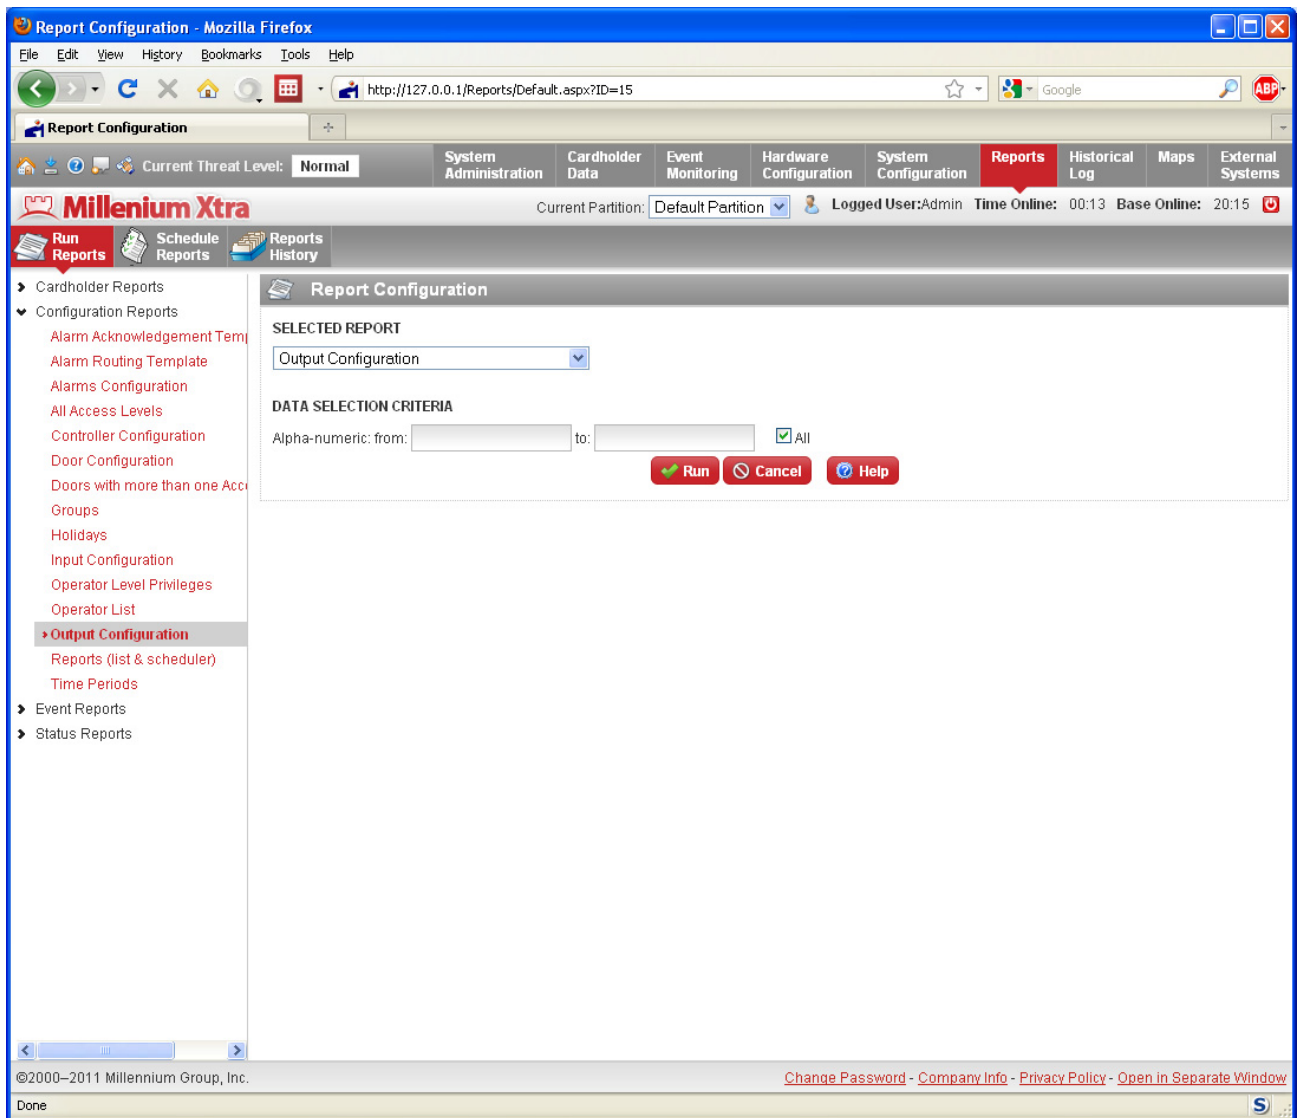 Report Configuration - Mozilla Firefox
File Edit View History Bookmarks Tools Help
http://127.0.0.1/Reports/Default.aspx?ID=15
Google
ABP
Report Configuration
Current Threat Level: Normal
System Administration
Cardholder Data
Event Monitoring
Hardware Configuration
System Configuration
Reports
Historical Log
Maps
External Systems
Millenium Xtra
Current Partition: Default Partition
Logged User:Admin Time Online: 00:13 Base Online: 20:15
Run Reports
Schedule Reports
Reports History
Cardholder Reports
Configuration Reports
Alarm Acknowledgement Temp
Alarm Routing Template
Alarms Configuration
All Access Levels
Controller Configuration
Door Configuration
Doors with more than one Acce
Groups
Holidays
Input Configuration
Operator Level Privileges
Operator List
Output Configuration
Reports (list & scheduler)
Time Periods
Event Reports
Status Reports
Report Configuration
SELECTED REPORT
Output Configuration
DATA SELECTION CRITERIA
Alpha-numeric: from: to: All
Run Cancel Help
©2000–2011 Millennium Group, Inc.
Change Password - Company Info - Privacy Policy - Open in Separate Window
Done
S